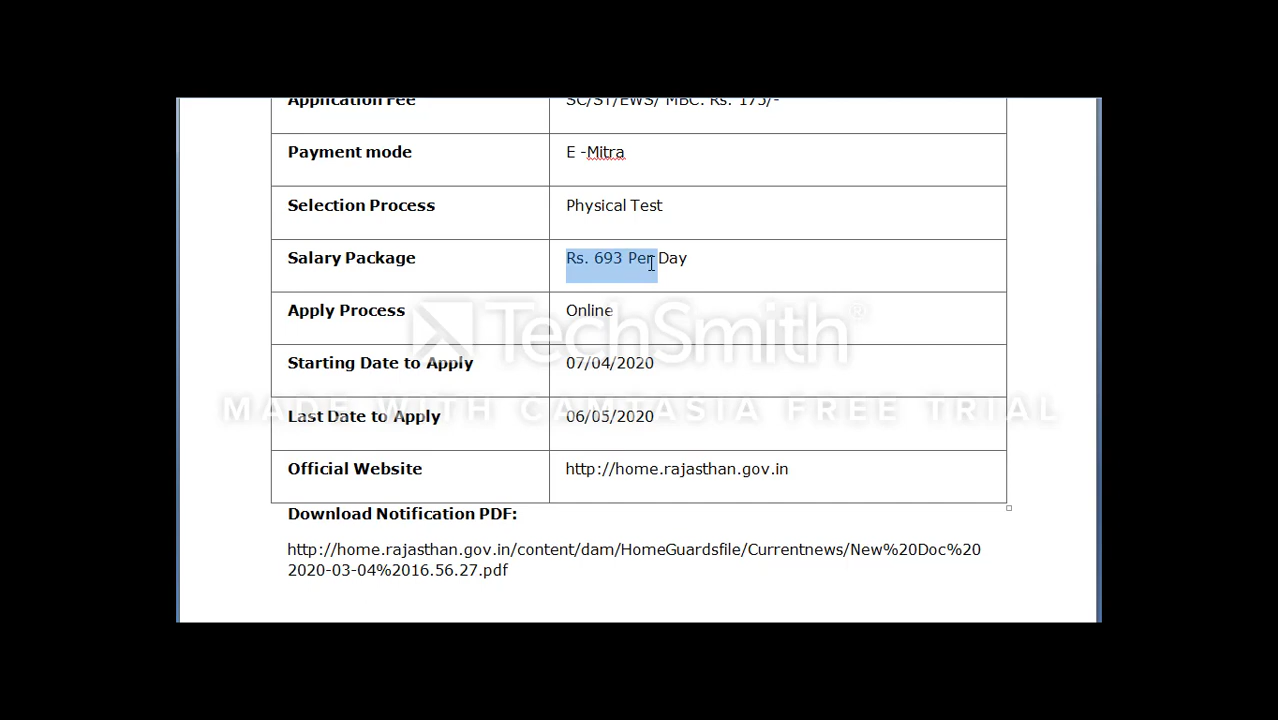 Application Fee SC/ST/EWS/ MBC: Rs. 175/-
Payment mode E -Mitra
Selection Process Physical Test
Salary Package Rs. 693 Per Day
Apply Process Online
TechSmith®
Starting Date to Apply 07/04/2020
MADE WITH CAMTASIA FREE TRIAL
Last Date to Apply 06/05/2020
Official Website http://home.rajasthan.gov.in
Download Notification PDF:
http://home.rajasthan.gov.in/content/dam/HomeGuardsfile/Currentnews/New%20Doc%20
2020-03-04%2016.56.27.pdf